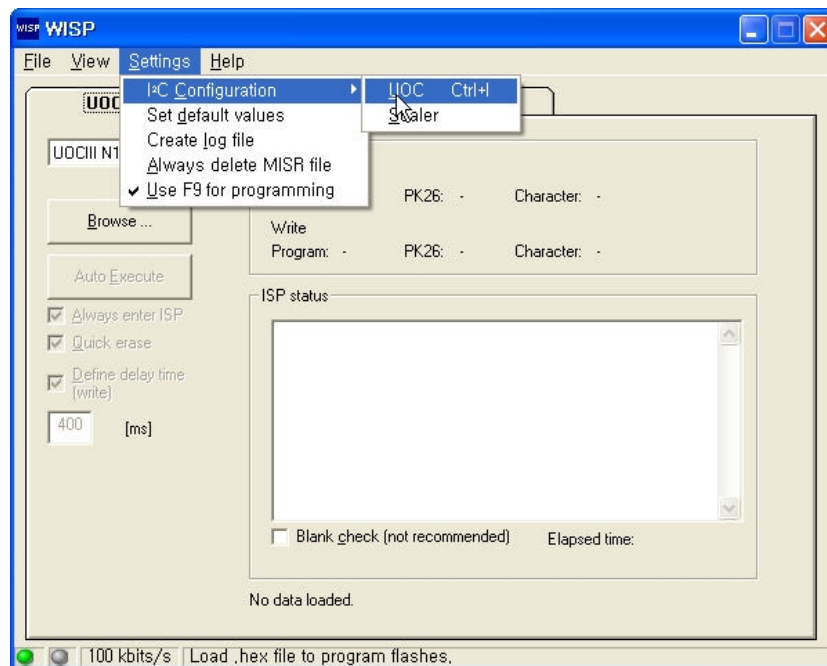 WISP WISP
File View Settings Help
I²C Configuration
UOC Ctrl+I
UOC
Set default values
Scaler
Create log file
UOCIII N1
Always delete MISR file
Use F9 for programming
PK26: - Character: -
Browse ...
Write
Program: - PK26: - Character: -
Auto Execute
ISP status
Always enter ISP
Quick erase
Define delay time
(write)
400 [ms]
Blank check (not recommended) Elapsed time:
No data loaded.
100 kbits/s Load .hex file to program flashes.